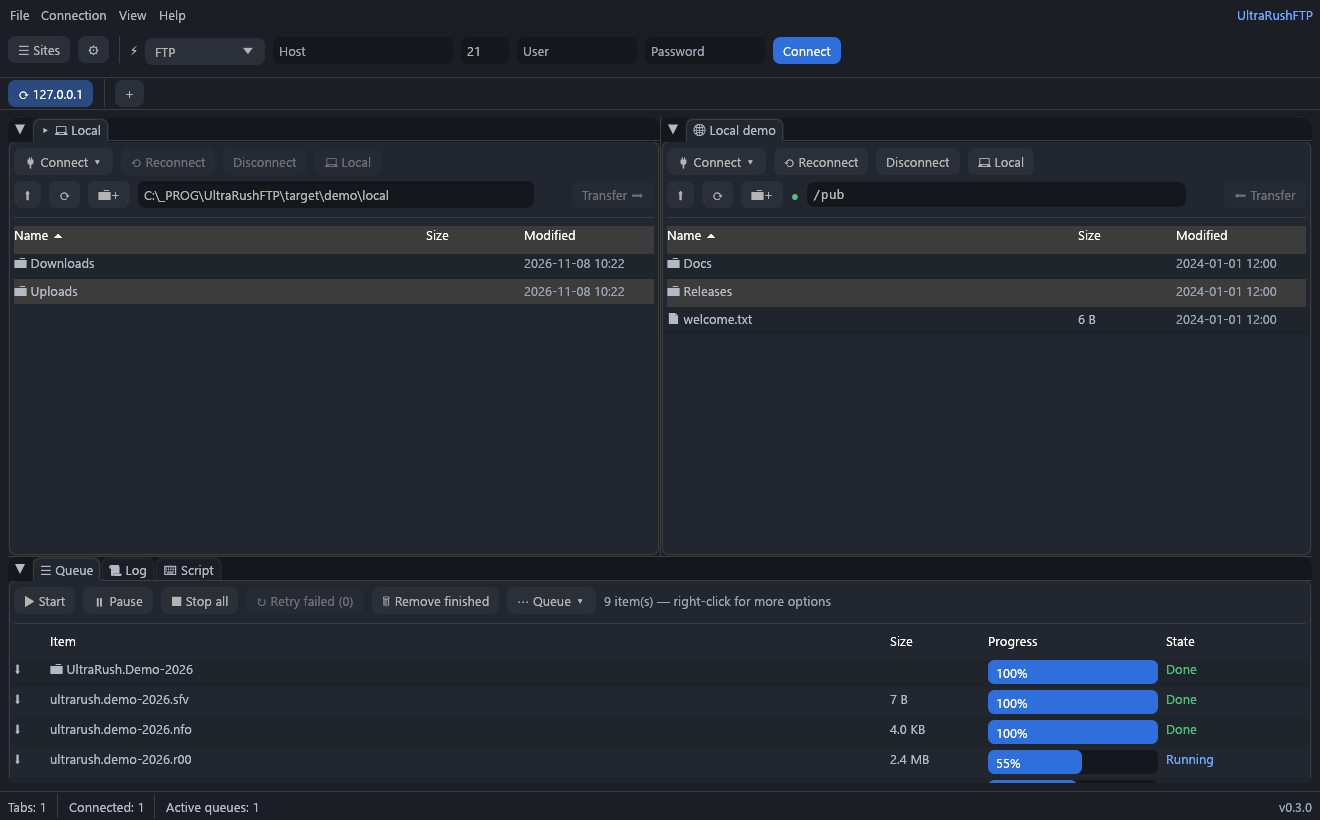 File Connection View Help UltraRushFTP
Sites FTP Host 21 User Password Connect
127.0.0.1 +
Local Local demo
Connect Reconnect Disconnect Local Connect Reconnect Disconnect Local
C:\_PROG\UltraRushFTP\target\demo\local Transfer /pub Transfer
Name Size Modified Name Size Modified
Downloads 2026-11-08 10:22 Docs 2024-01-01 12:00
Uploads 2026-11-08 10:22 Releases 2024-01-01 12:00
welcome.txt 6 B 2024-01-01 12:00
Queue Log Script
Start Pause Stop all Retry failed (0) Remove finished ··· Queue 9 item(s) — right-click for more options
Item Size Progress State
UltraRush.Demo-2026 100% Done
ultrarush.demo-2026.sfv 7 B 100% Done
ultrarush.demo-2026.nfo 4.0 KB 100% Done
ultrarush.demo-2026.r00 2.4 MB 55% Running
Tabs: 1 Connected: 1 Active queues: 1 v0.3.0